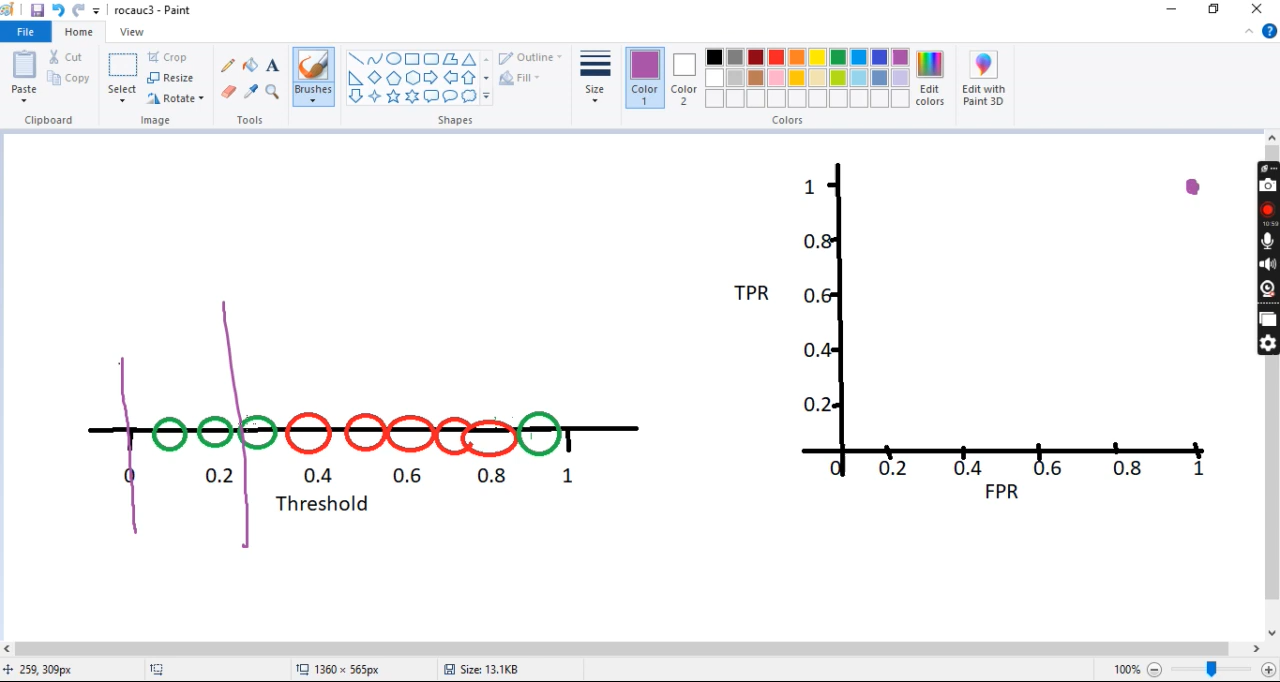 rocauc3 - Paint
File
Home
View
Paste
Cut
Copy
Clipboard
Select
Crop
Resize
Rotate
Image
Tools
Brushes
Shapes
Outline
Fill
Size
Color
1
Color
2
Edit
colors
Colors
Edit with
Paint 3D
10:59
1
0.8
TPR
0.6
0.4
0.2
0 0.2 0.4 0.6 0.8 1
FPR
0 0.2 0.4 0.6 0.8 1
Threshold
259, 309px
1360 × 565px
Size: 13.1KB
100%